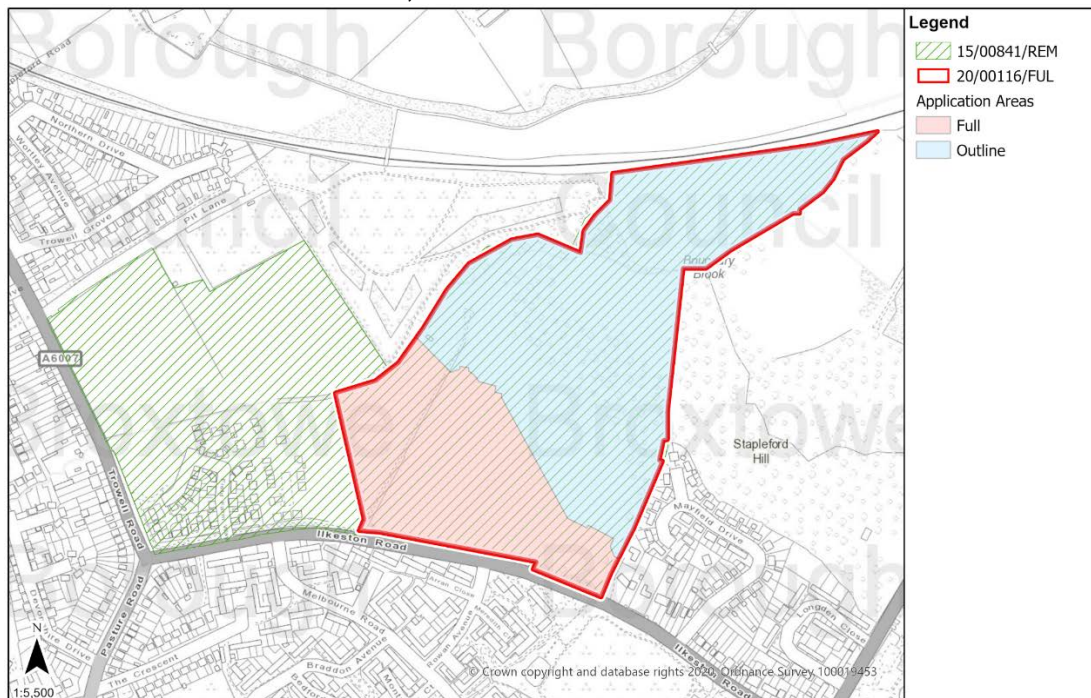 Legend
15/00841/REM
20/00116/FUL
Application Areas
Full
Outline
Borough
Borough
Council
Council
Broxtowe
Broxtowe
Northern Drive
Pit Lane
Trowell Grove
A6007
Trowell Road
Pasture Road
Ilkeston Road
Melbourne Road
Arran Close
Rowan Avenue
The Crescent
Braddon Avenue
Boundary
Brook
Stapleford
Hill
Mayfield Drive
Longden Close
Ilkeston Road
N
1:5,500
© Crown copyright and database rights 2020, Ordnance Survey 100019453